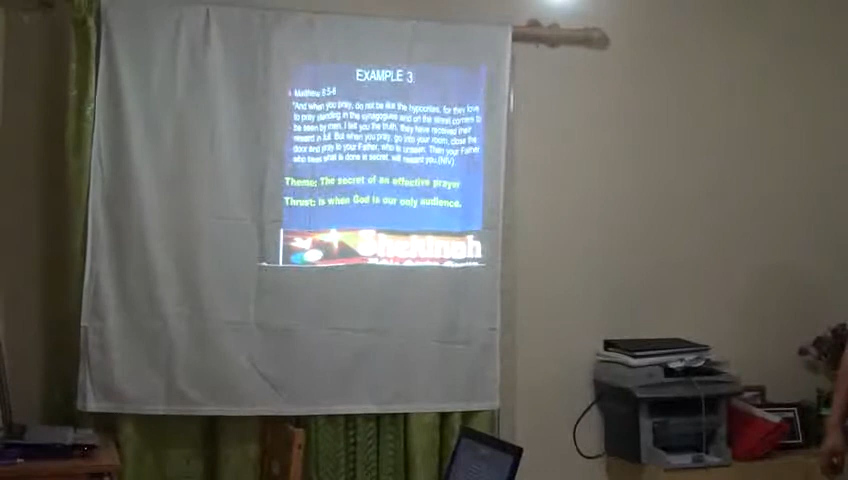 EXAMPLE 3
Matthew 6:5-6
"And when you pray, do not be like the hypocrites, for they love
to pray standing in the synagogues and on the street corners to
be seen by men. I tell you the truth, they have received their
reward in full. But when you pray, go into your room, close the
door and pray to your Father, who is unseen. Then your Father
who sees what is done in secret, will reward you.(NIV)
Theme: The secret of an effective prayer
Thrust: is when God is our only audience.
Shekinah